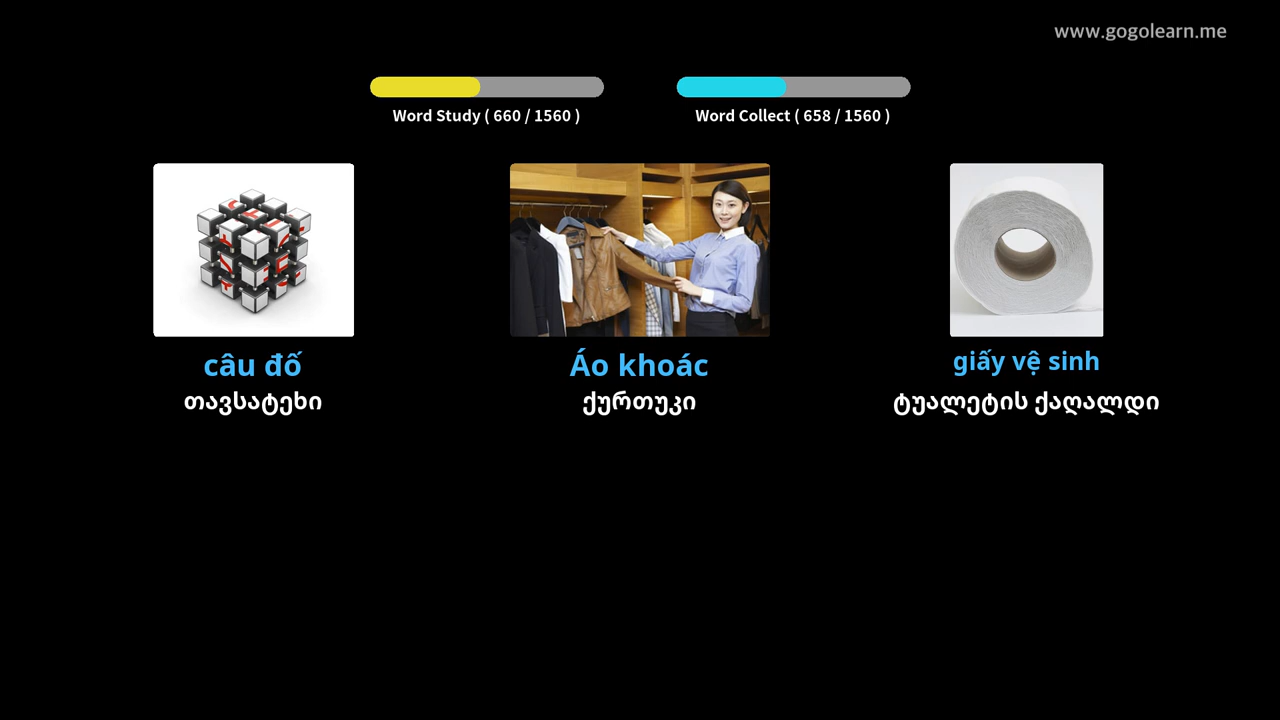 www.gogolearn.me
Word Study ( 660 / 1560 )
Word Collect ( 658 / 1560 )
câu đố
Áo khoác
giấy vệ sinh
თავსატეხი
ქურთუკი
ტუალეტის ქაღალდი